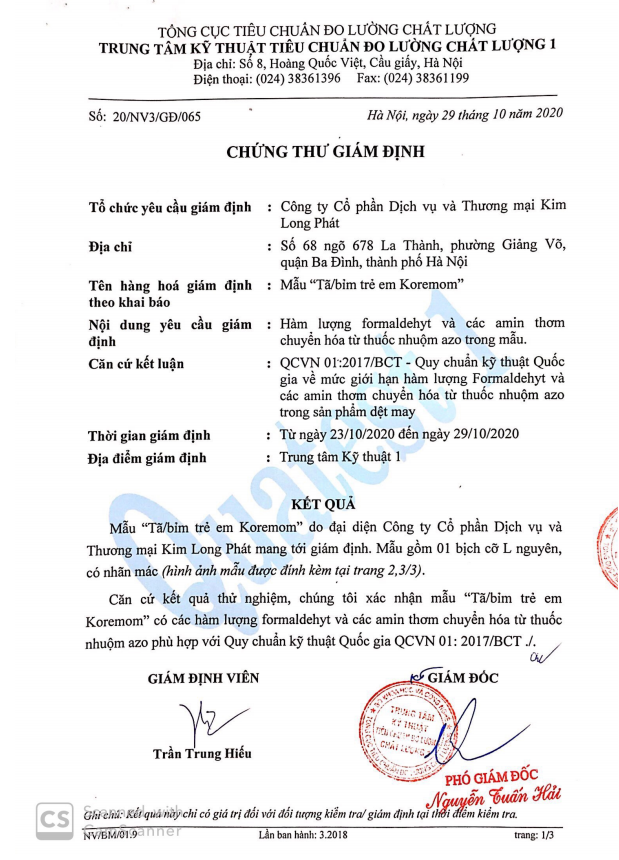 TỔNG CỤC TIÊU CHUẨN ĐO LƯỜNG CHẤT LƯỢNG
TRUNG TÂM KỸ THUẬT TIÊU CHUẨN ĐO LƯỜNG CHẤT LƯỢNG 1
Địa chỉ: Số 8, Hoàng Quốc Việt, Cầu giấy, Hà Nội
Điện thoại: (024) 38361396 Fax: (024) 38361199
Số: 20/NV3/GĐ/065 Hà Nội, ngày 29 tháng 10 năm 2020
CHỨNG THƯ GIÁM ĐỊNH
Tổ chức yêu cầu giám định : Công ty Cổ phần Dịch vụ và Thương mại Kim
Long Phát
Địa chỉ : Số 68 ngõ 678 La Thành, phường Giảng Võ,
quận Ba Đình, thành phố Hà Nội
Tên hàng hoá giám định : Mẫu “Tã/bỉm trẻ em Koremom”
theo khai báo
Nội dung yêu cầu giám : Hàm lượng formaldehyt và các amin thơm
định chuyển hóa từ thuốc nhuộm azo trong mẫu.
Căn cứ kết luận : QCVN 01:2017/BCT - Quy chuẩn kỹ thuật Quốc
gia về mức giới hạn hàm lượng Formaldehyt và
các amin thơm chuyển hóa từ thuốc nhuộm azo
trong sản phẩm dệt may
Thời gian giám định : Từ ngày 23/10/2020 đến ngày 29/10/2020
Địa điểm giám định : Trung tâm Kỹ thuật 1
Quatest 1
KẾT QUẢ
Mẫu “Tã/bỉm trẻ em Koremom” do đại diện Công ty Cổ phần Dịch vụ và
Thương mại Kim Long Phát mang tới giám định. Mẫu gồm 01 bịch cỡ L nguyên,
có nhãn mác (hình ảnh mẫu được đính kèm tại trang 2,3/3).
Căn cứ kết quả thử nghiệm, chúng tôi xác nhận mẫu “Tã/bỉm trẻ em
Koremom” có các hàm lượng formaldehyt và các amin thơm chuyển hóa từ thuốc
nhuộm azo phù hợp với Quy chuẩn kỹ thuật Quốc gia QCVN 01: 2017/BCT ./.
GIÁM ĐỊNH VIÊN GIÁM ĐỐC
TRUNG TÂM
KỸ THUẬT
TIÊU CHUẨN ĐO LƯỜNG
CHẤT LƯỢNG 1
Trần Trung Hiếu
PHÓ GIÁM ĐỐC
Nguyễn Tuấn Hải
Ghi chú: Kết quả này chỉ có giá trị đối với đối tượng kiểm tra/ giám định tại thời điểm kiểm tra.
CS Scanned with
CamScanner
NV/BM/01.9 Lần ban hành: 3.2018 trang: 1/3